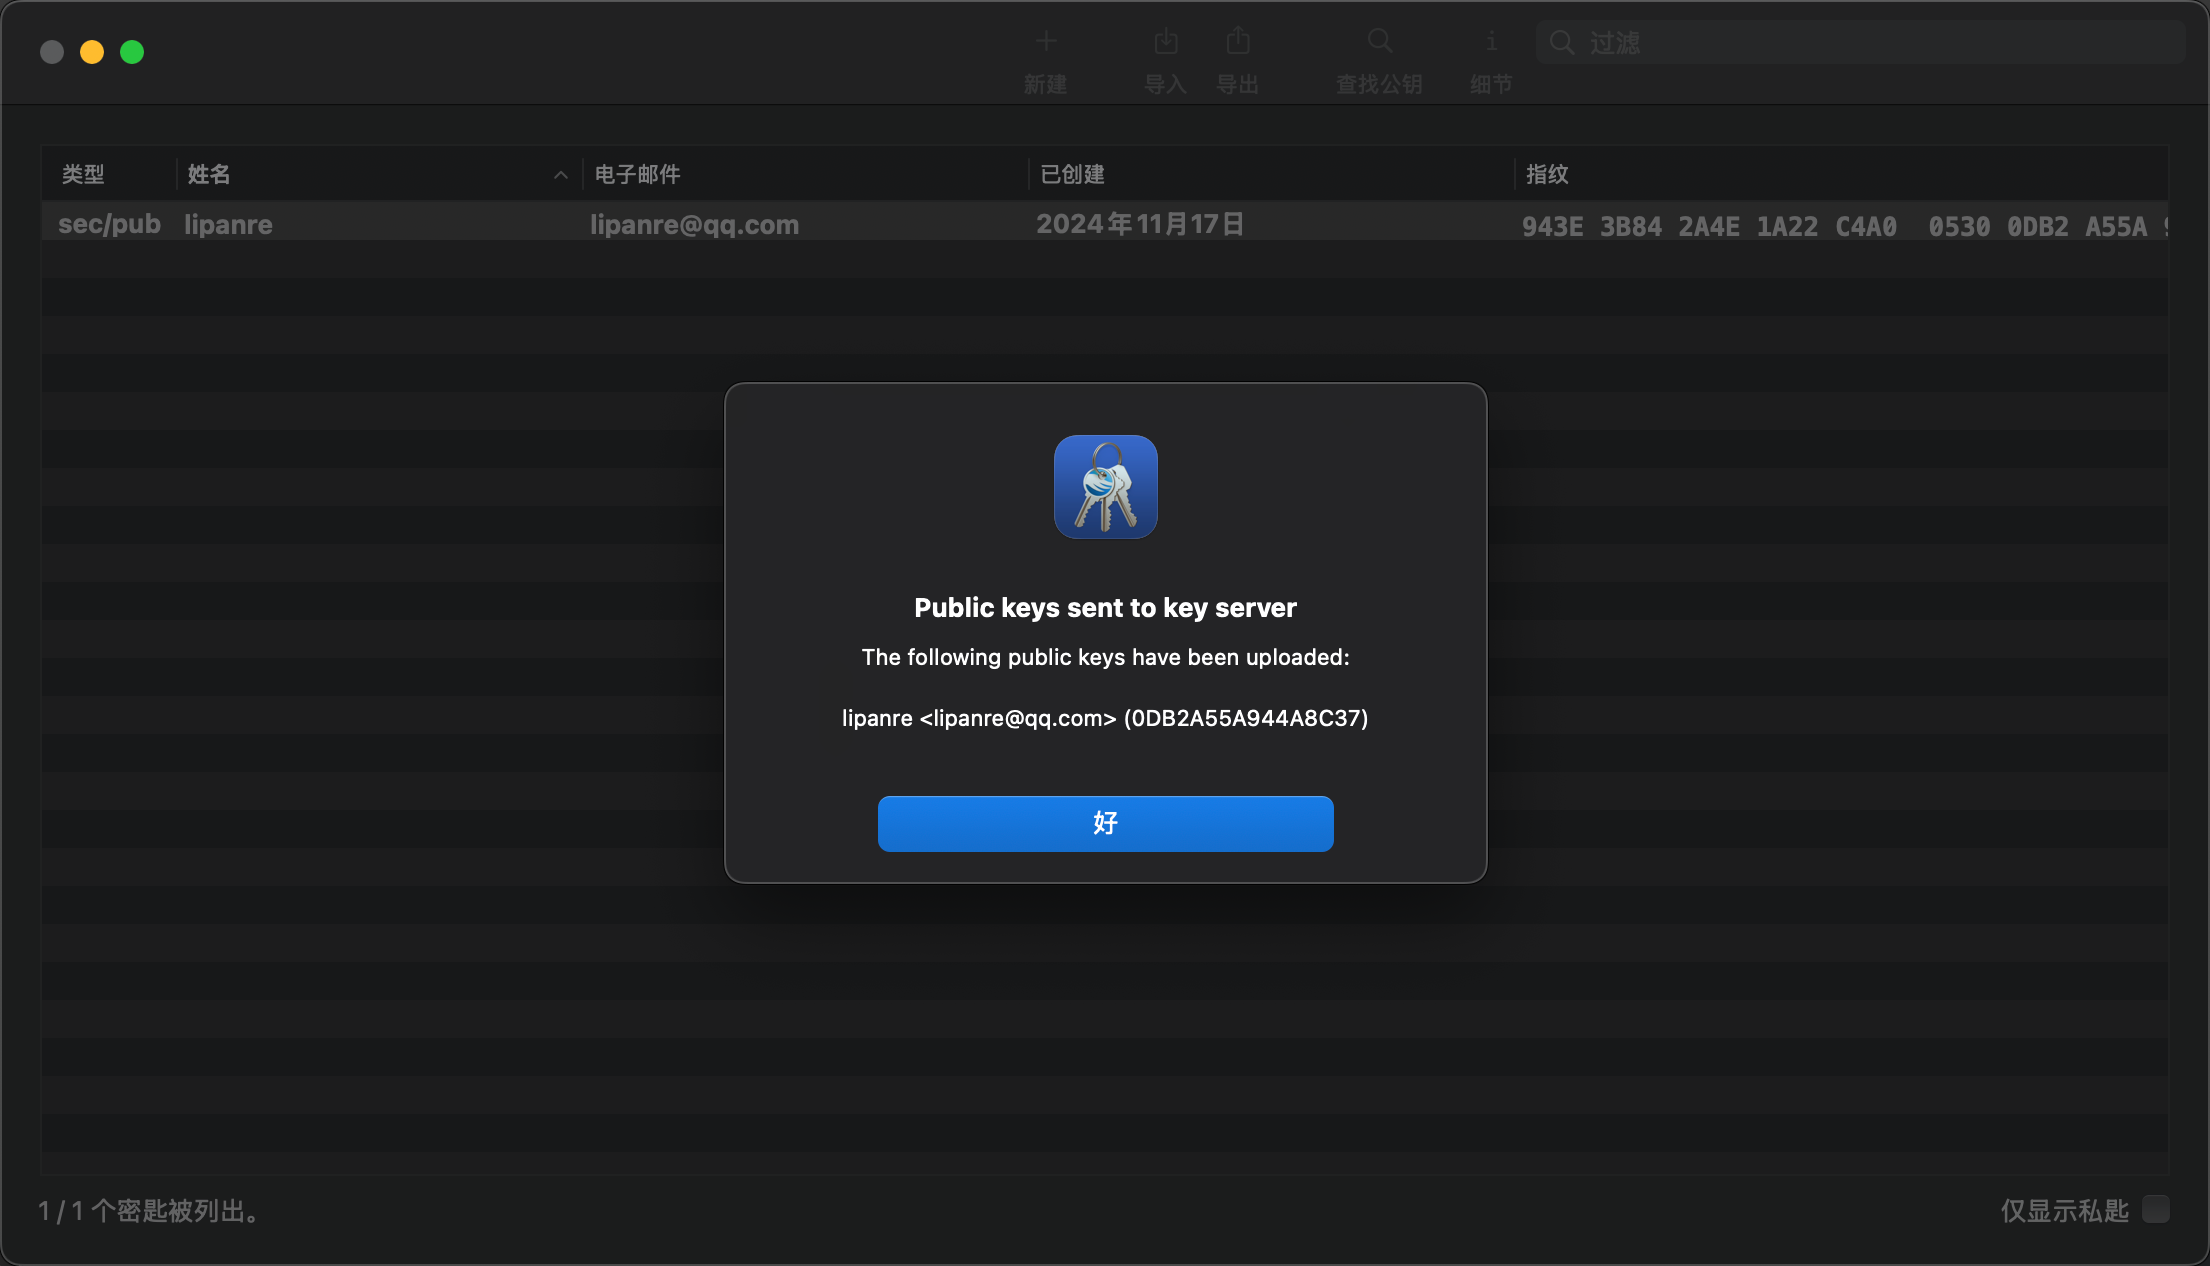 新建
导入
导出
查找公钥
细节
过滤
类型
姓名
电子邮件
已创建
指纹
sec/pub
lipanre
lipanre@qq.com
2024年11月17日
943E 3B84 2A4E 1A22 C4A0  0530 0DB2 A55A
Public keys sent to key server
The following public keys have been uploaded:
lipanre <lipanre@qq.com> (0DB2A55A944A8C37)
好
1 / 1 个密匙被列出。
仅显示私匙